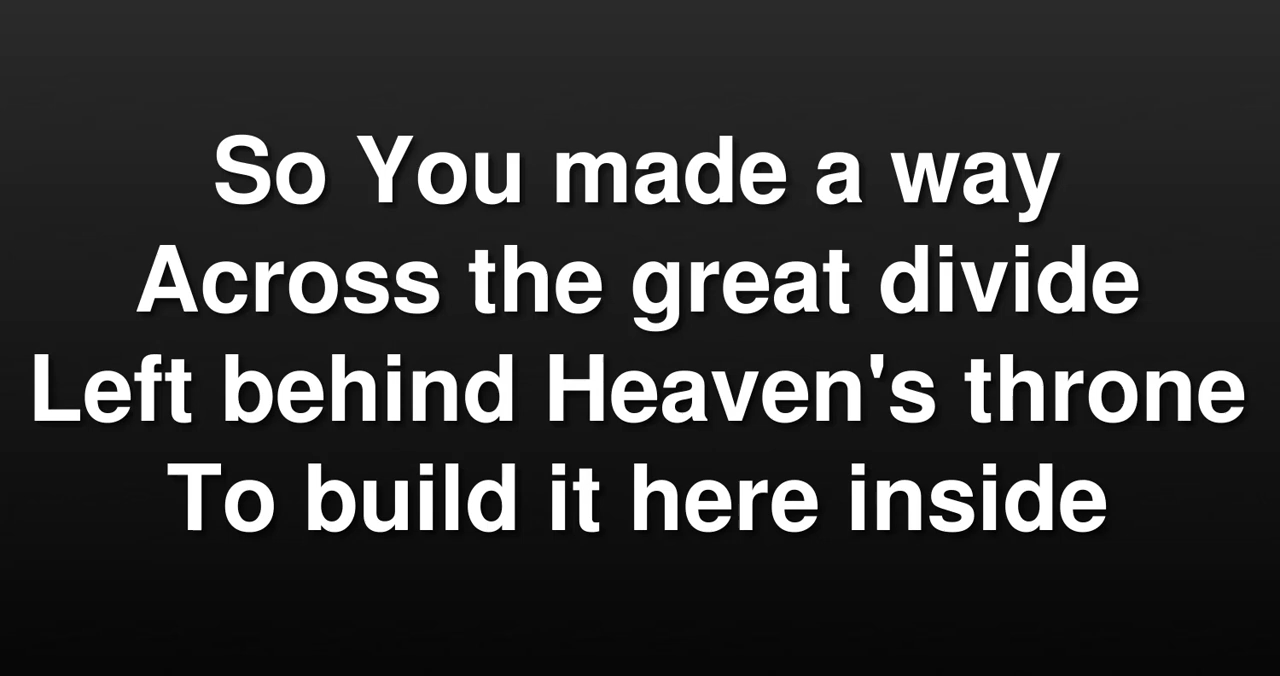 So You made a way
Across the great divide
Left behind Heaven's throne
To build it here inside